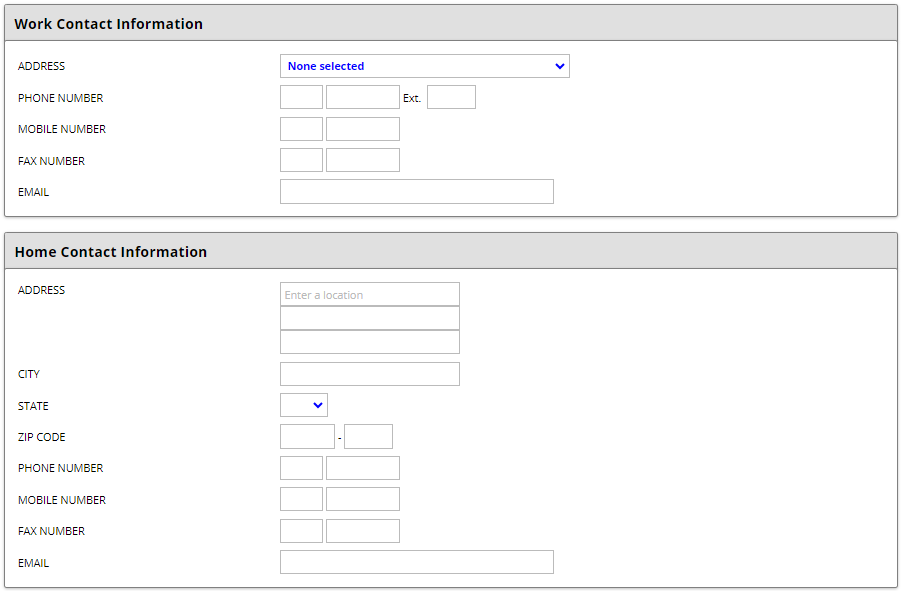 Work Contact Information
ADDRESS None selected
PHONE NUMBER Ext.
MOBILE NUMBER
FAX NUMBER
EMAIL
Home Contact Information
ADDRESS Enter a location
CITY
STATE
ZIP CODE -
PHONE NUMBER
MOBILE NUMBER
FAX NUMBER
EMAIL